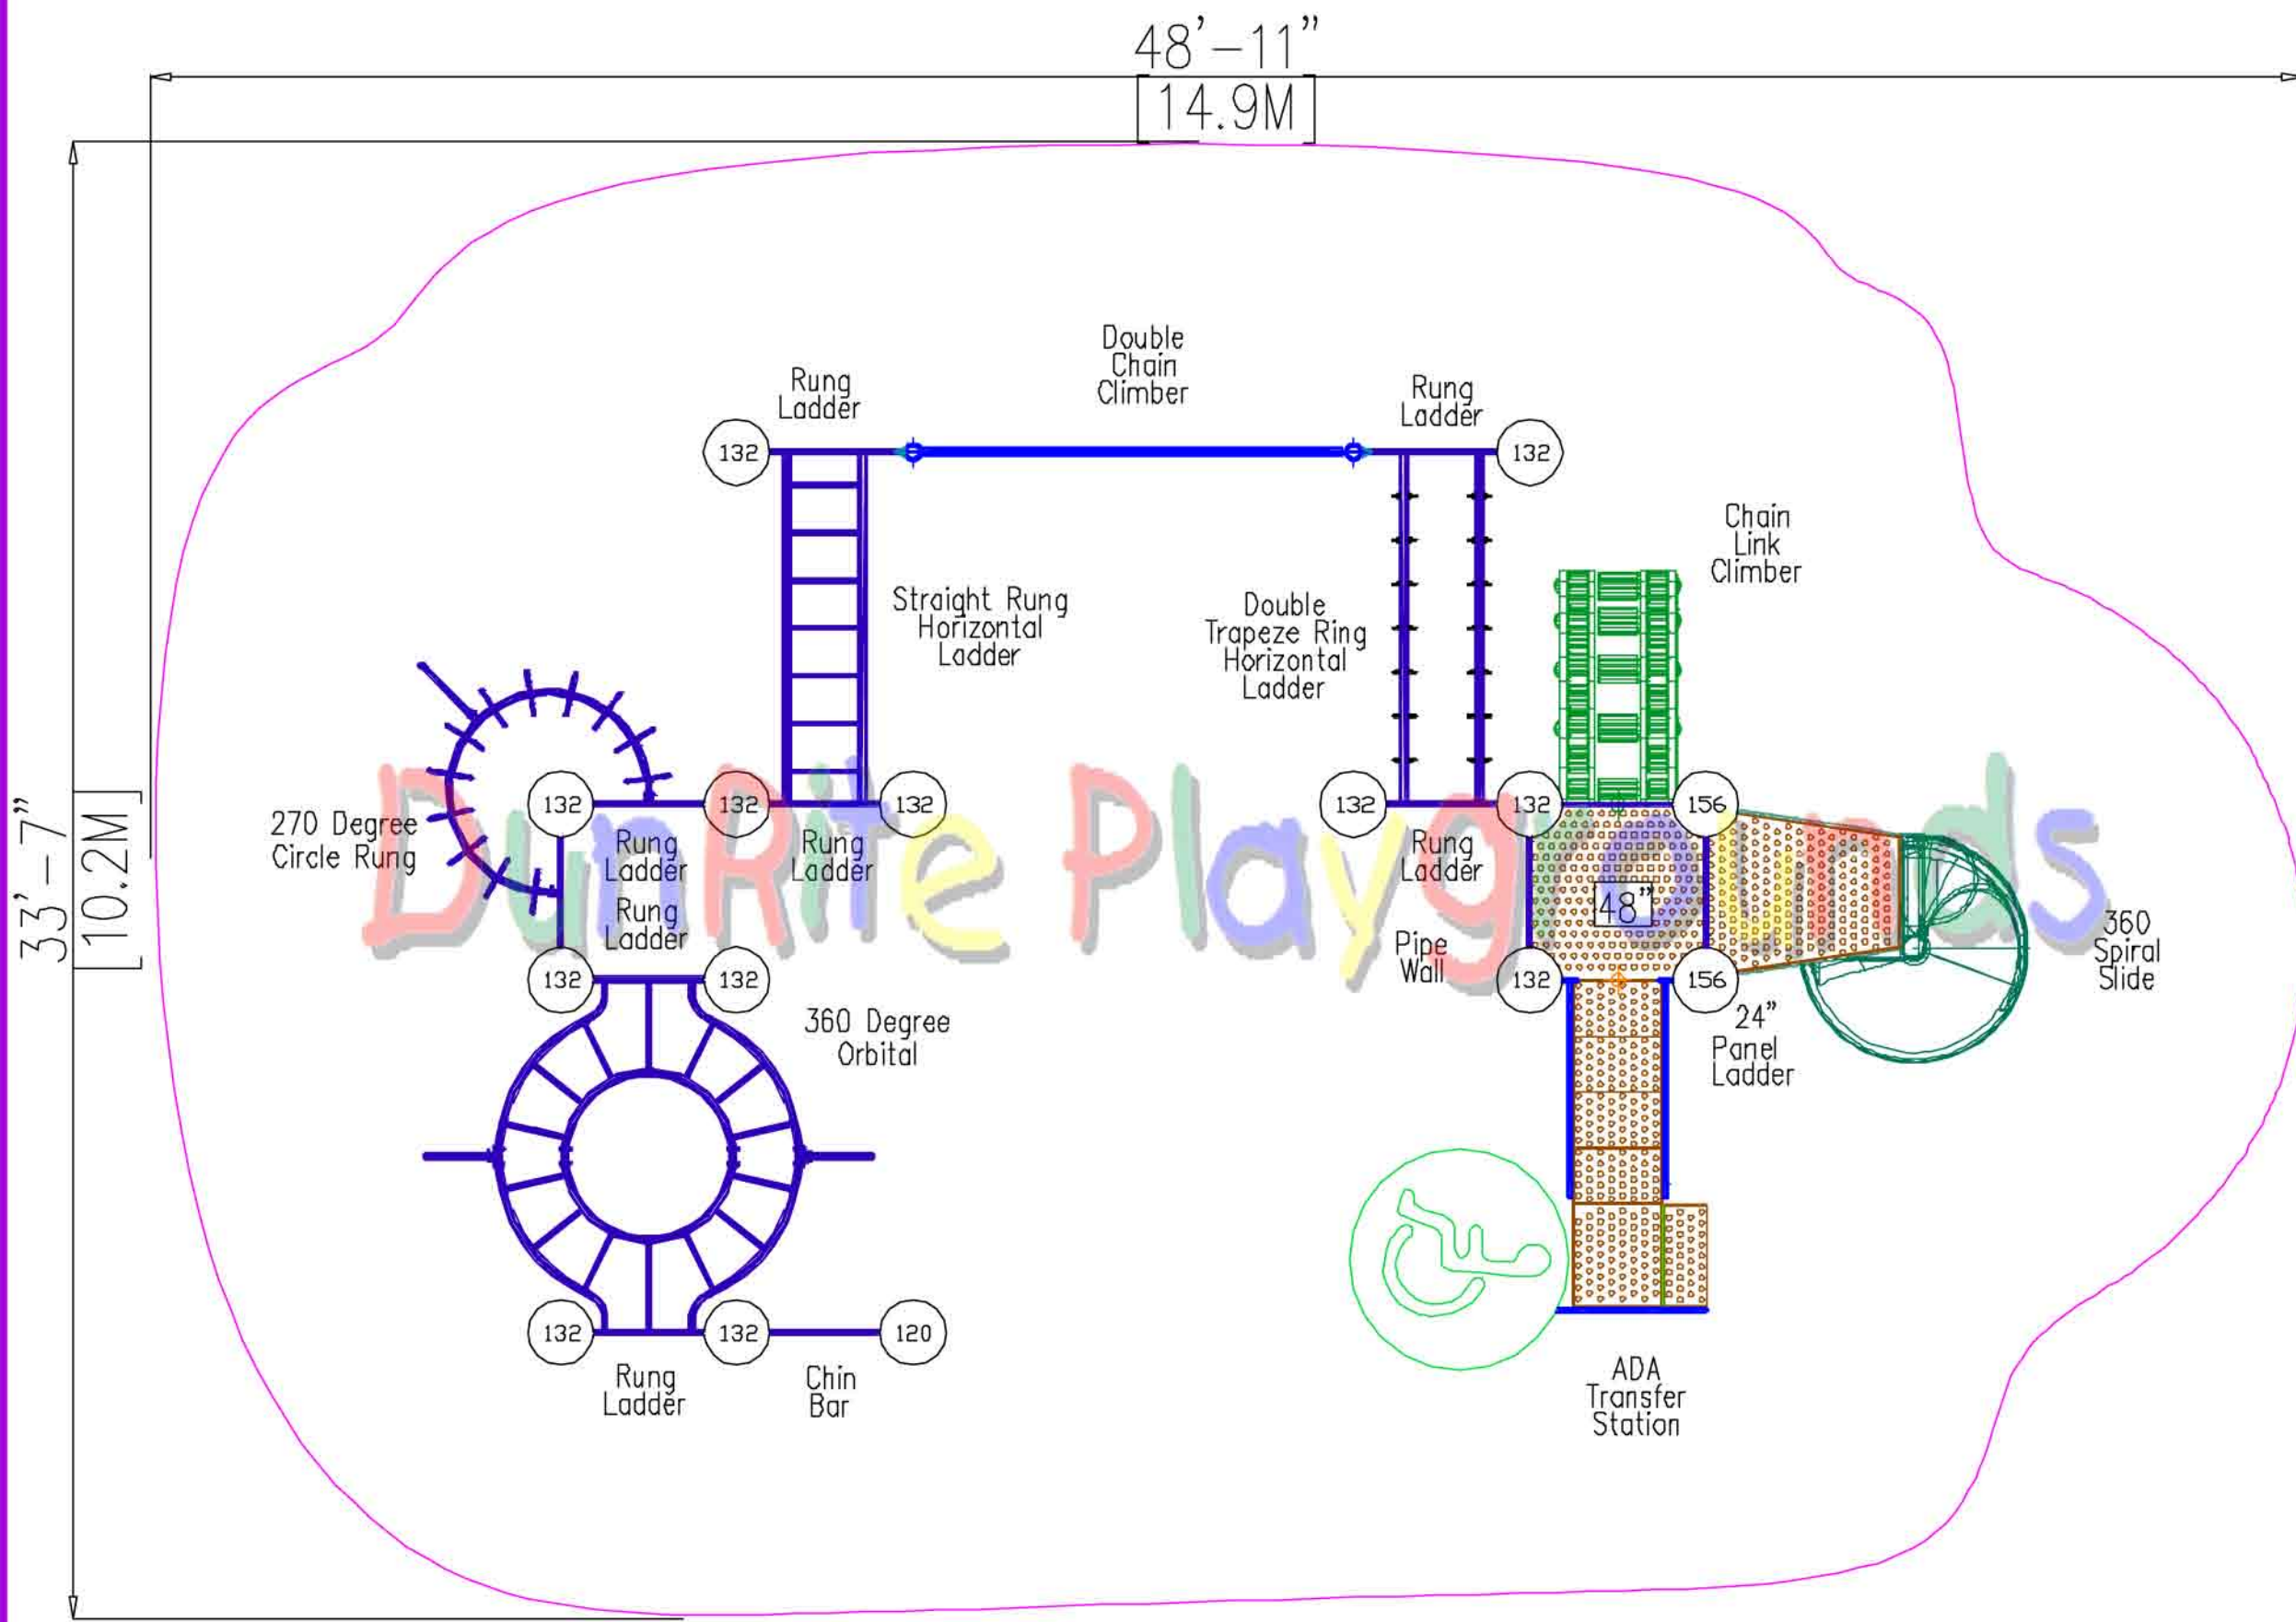 48'-11"
[14.9M]
33'-7"
[10.2M]
Double
Chain
Climber
Rung
Ladder
Rung
Ladder
132
132
Chain
Link
Climber
Straight Rung
Horizontal
Ladder
Double
Trapeze Ring
Horizontal
Ladder
132
132
132
132
132
156
270 Degree
Circle Rung
Rung
Ladder
Rung
Ladder
Rung
Ladder
DunRite Playgrounds
48"
Rung
Ladder
Pipe
Wall
360
Spiral
Slide
132
132
132
156
360 Degree
Orbital
24"
Panel
Ladder
132
132
120
Rung
Ladder
Chin
Bar
ADA
Transfer
Station